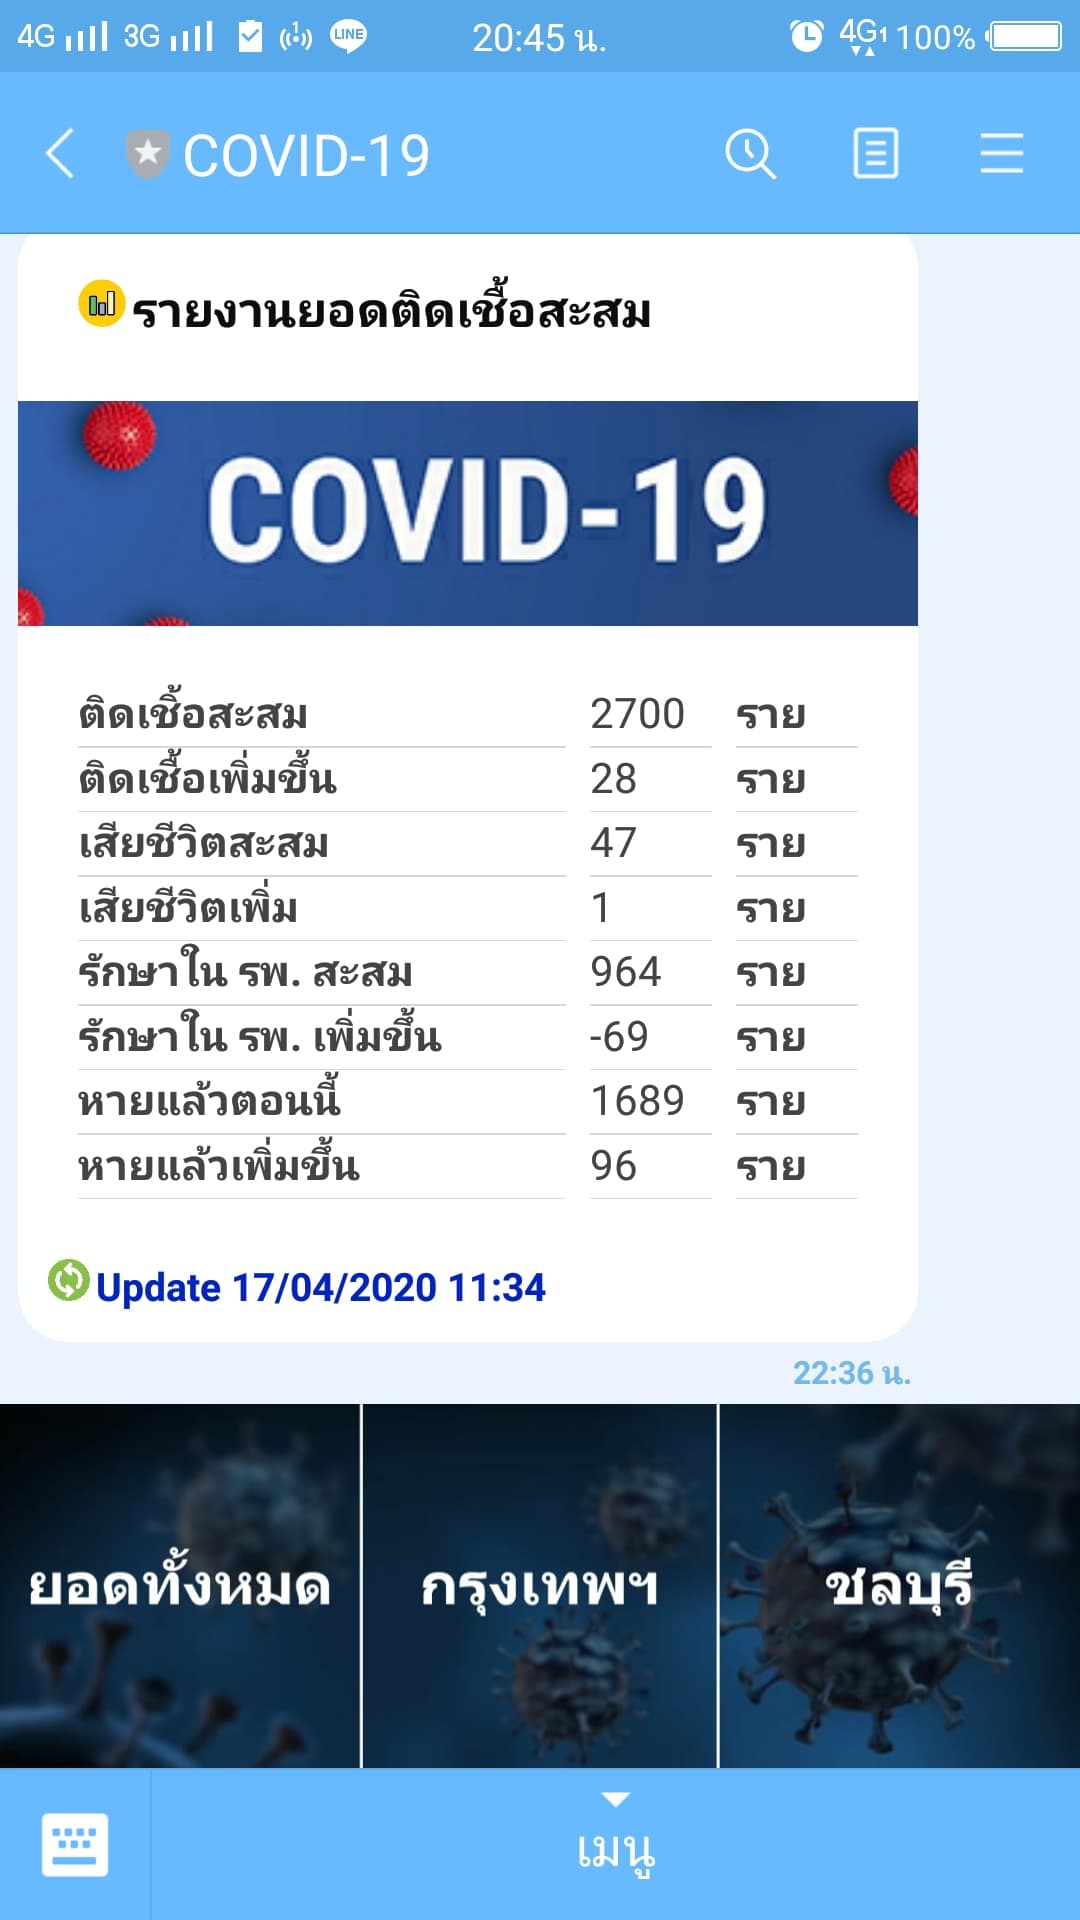 4G 3G LINE 20:45 น. 4G1 100%
COVID-19
รายงานยอดติดเชื้อสะสม
COVID-19
ติดเชิ้อสะสม 2700 ราย
ติดเชื้อเพิ่มขึ้น 28 ราย
เสียชีวิตสะสม 47 ราย
เสียชีวิตเพิ่ม 1 ราย
รักษาใน รพ. สะสม 964 ราย
รักษาใน รพ. เพิ่มขึ้น -69 ราย
หายแล้วตอนนี้ 1689 ราย
หายแล้วเพิ่มขึ้น 96 ราย
Update 17/04/2020 11:34
22:36 น.
ยอดทั้งหมด กรุงเทพฯ ชลบุรี
เมนู